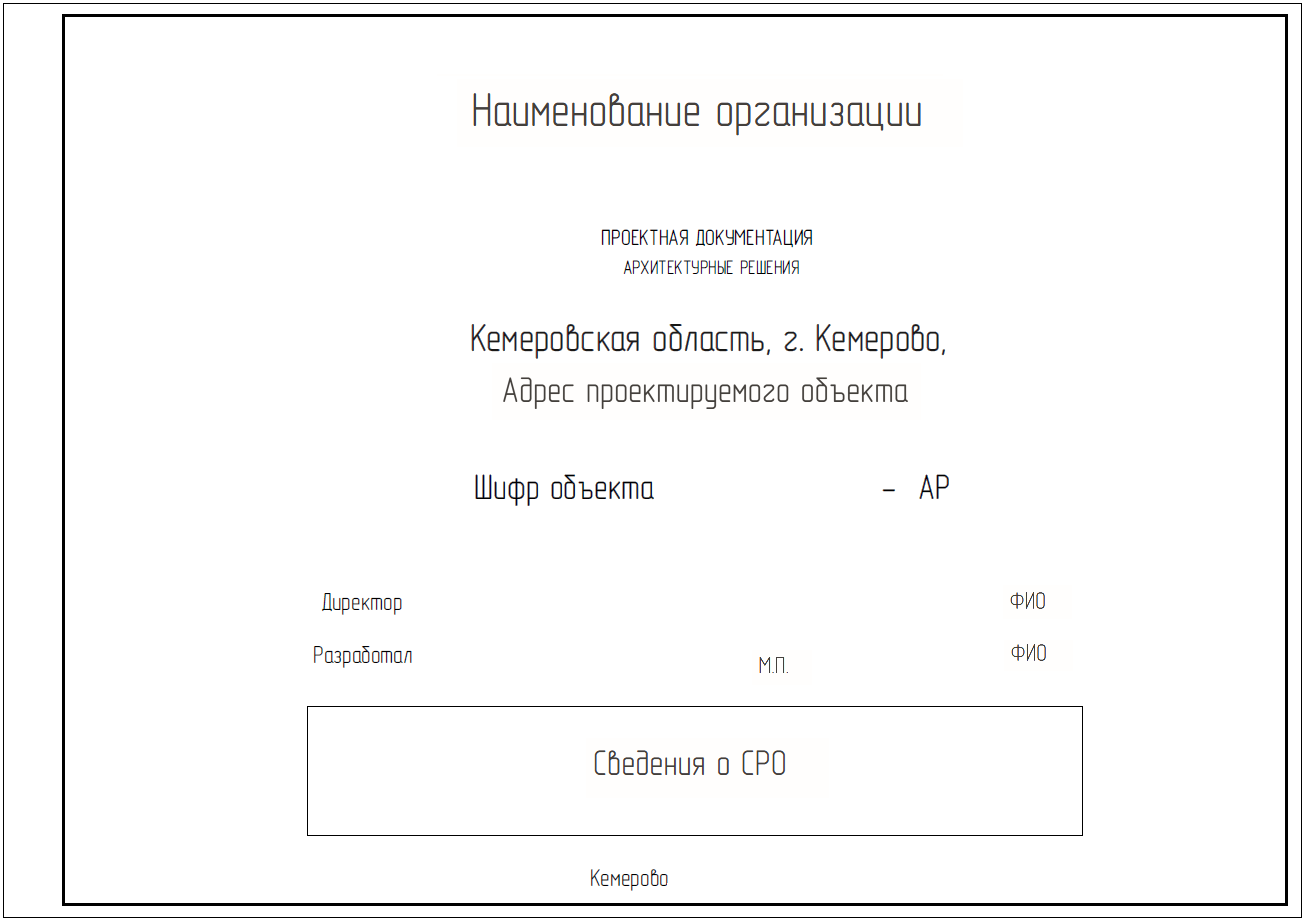 Наименование организации
ПРОЕКТНАЯ ДОКУМЕНТАЦИЯ
АРХИТЕКТУРНЫЕ РЕШЕНИЯ
Кемеровская область, г. Кемерово,
Адрес проектируемого объекта
Шифр объекта – АР
Директор ФИО
Разработал ФИО
М.П.
Сведения о СРО
Кемерово